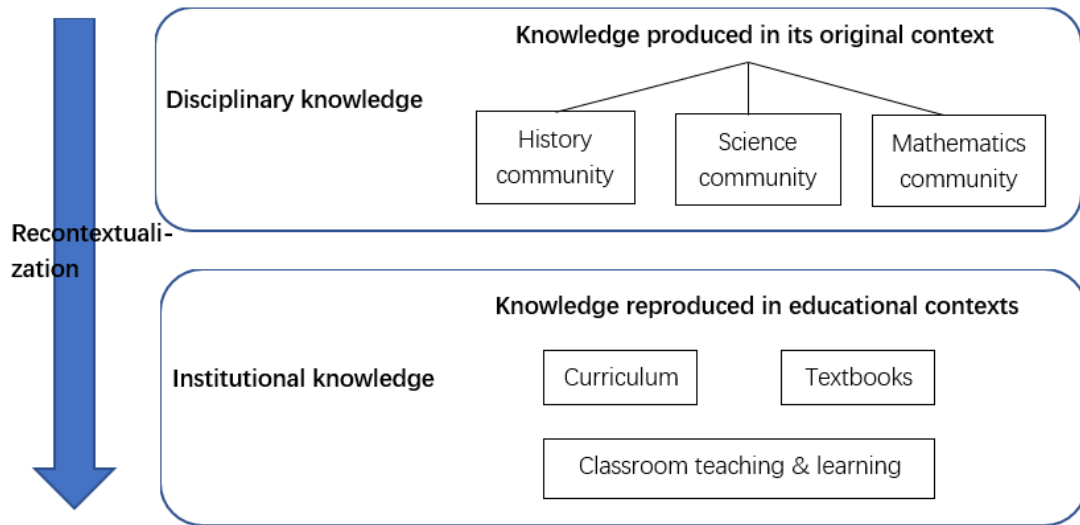 Knowledge produced in its original context
Disciplinary knowledge
History
community
Science
community
Mathematics
community
Recontextuali-
zation
Knowledge reproduced in educational contexts
Institutional knowledge
Curriculum
Textbooks
Classroom teaching & learning